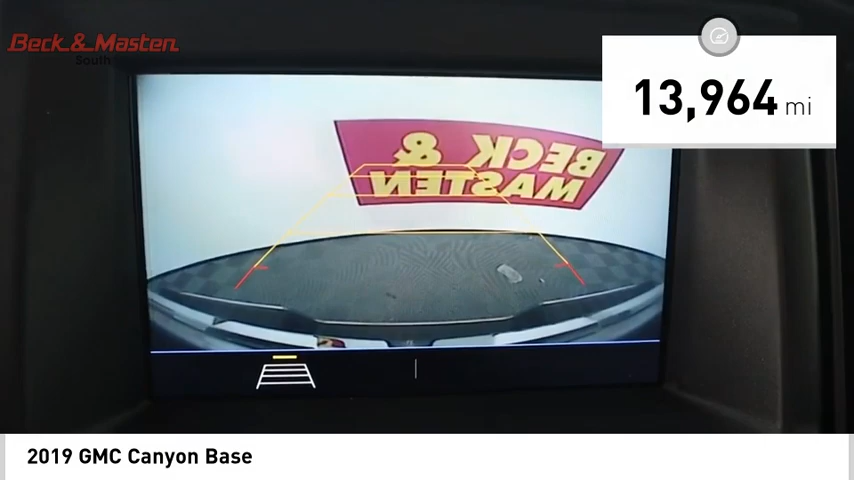 Beck & Masten
South
13,964 mi
BECK &
MASTEN
2019 GMC Canyon Base